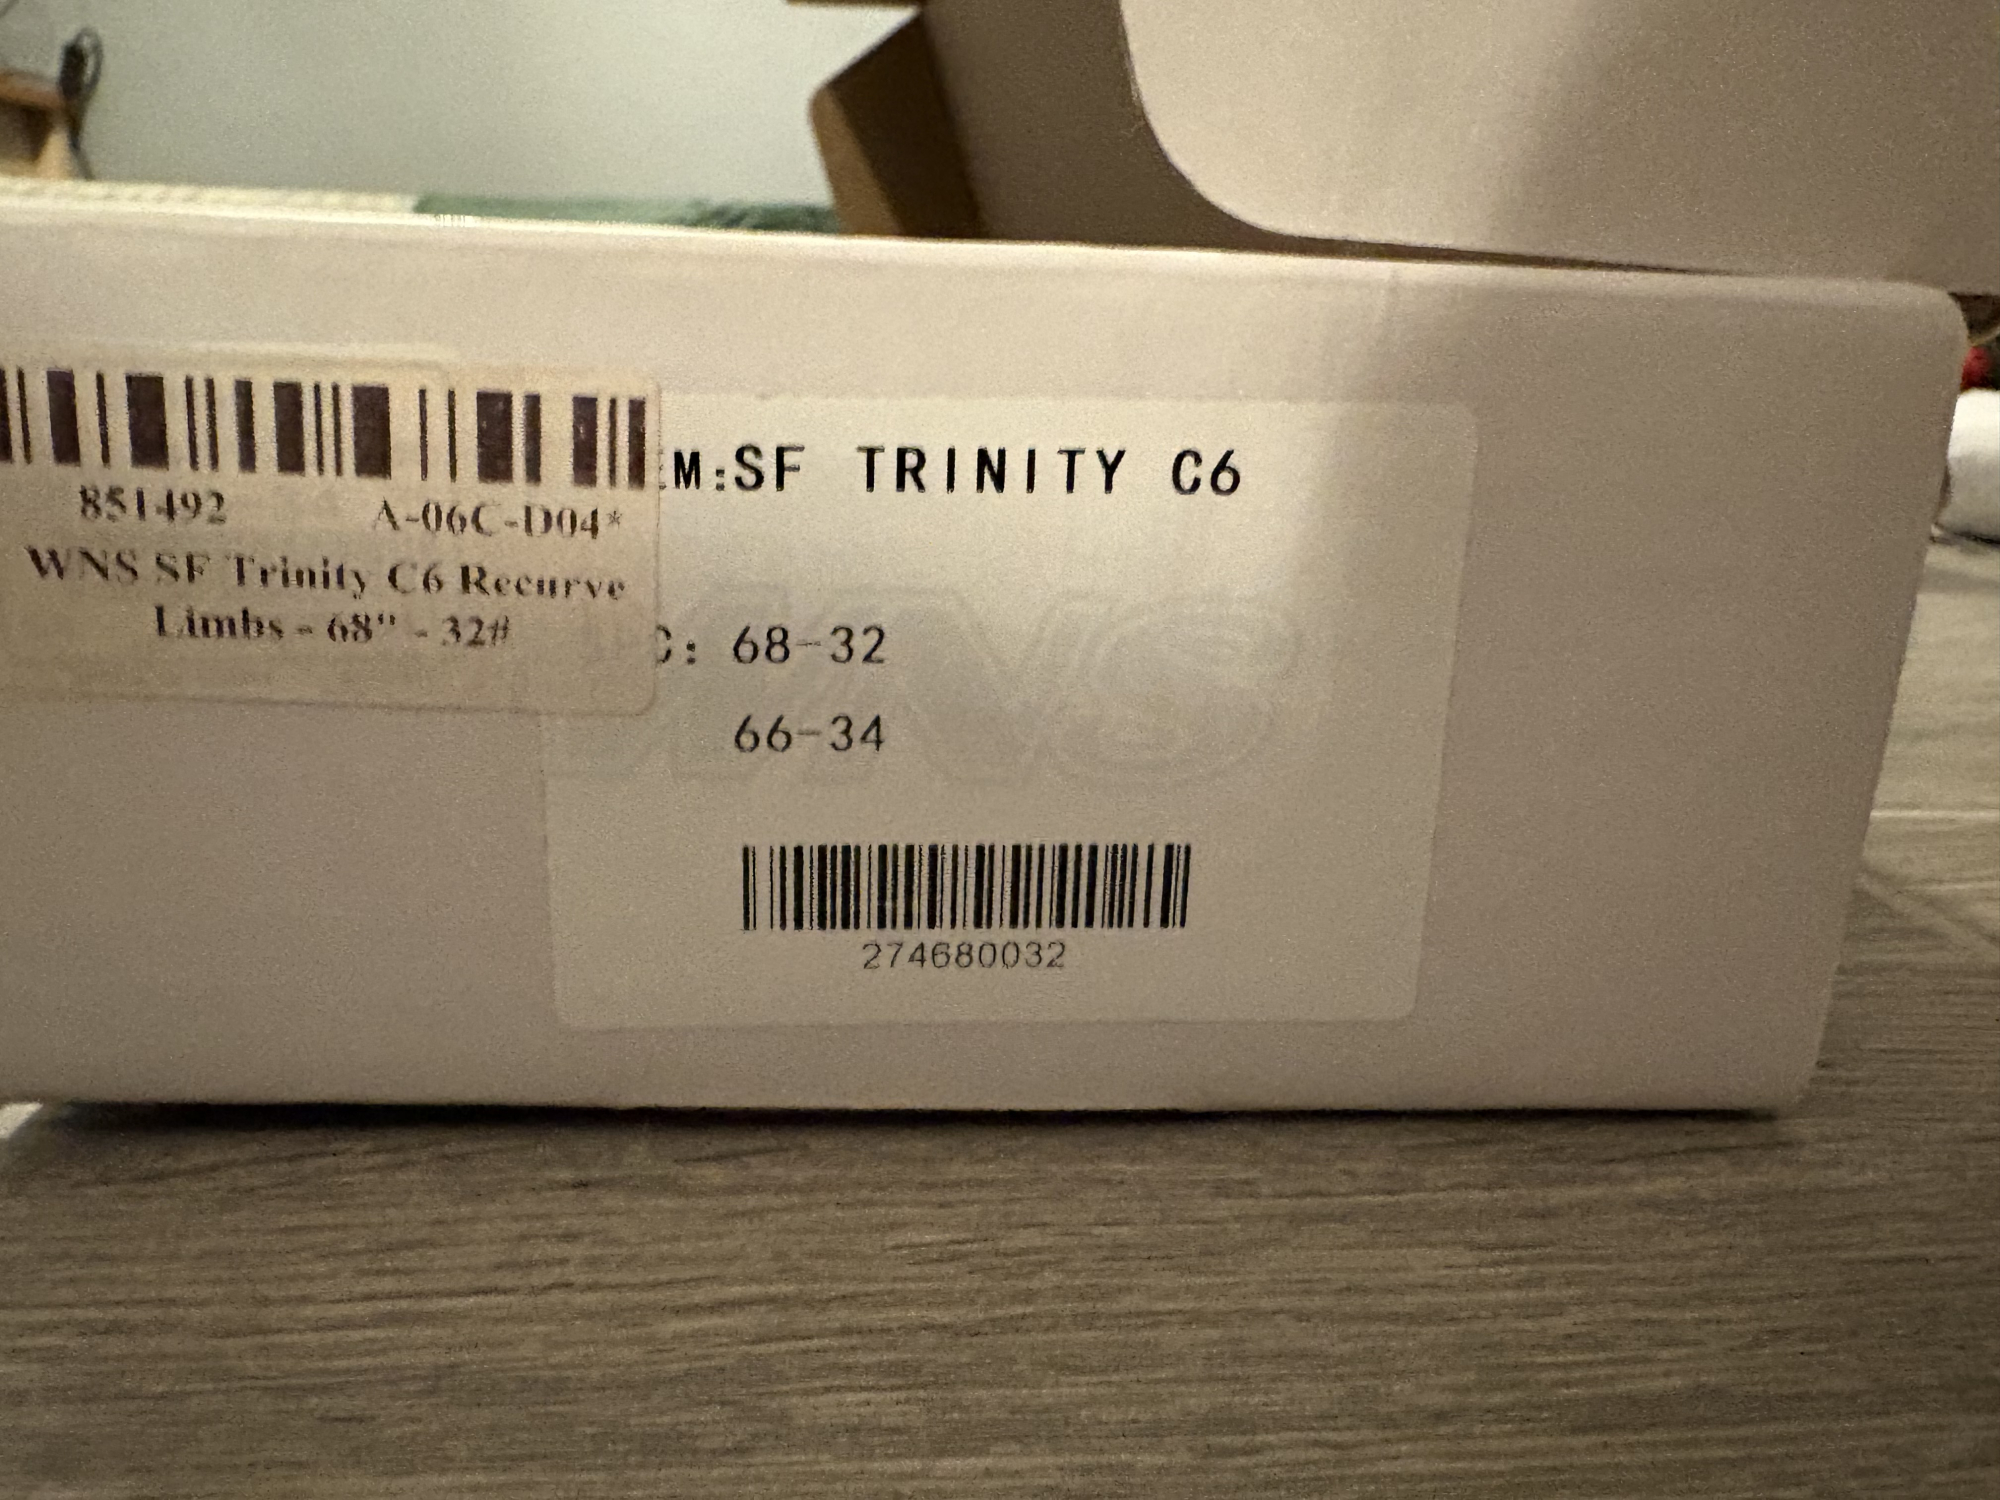 851492 A-06C-D04*
WNS SF Trinity C6 Recurve
Limbs - 68" - 32#
M:SF TRINITY C6
C: 68-32
66-34
WNS
274680032